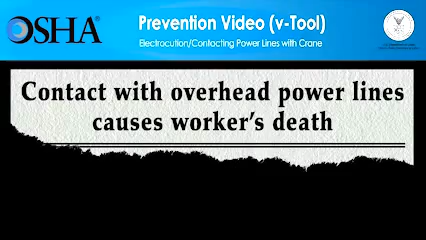 OSHA®
Prevention Video (v-Tool)
Electrocution/Contacting Power Lines with Crane
Contact with overhead power lines
causes worker's death